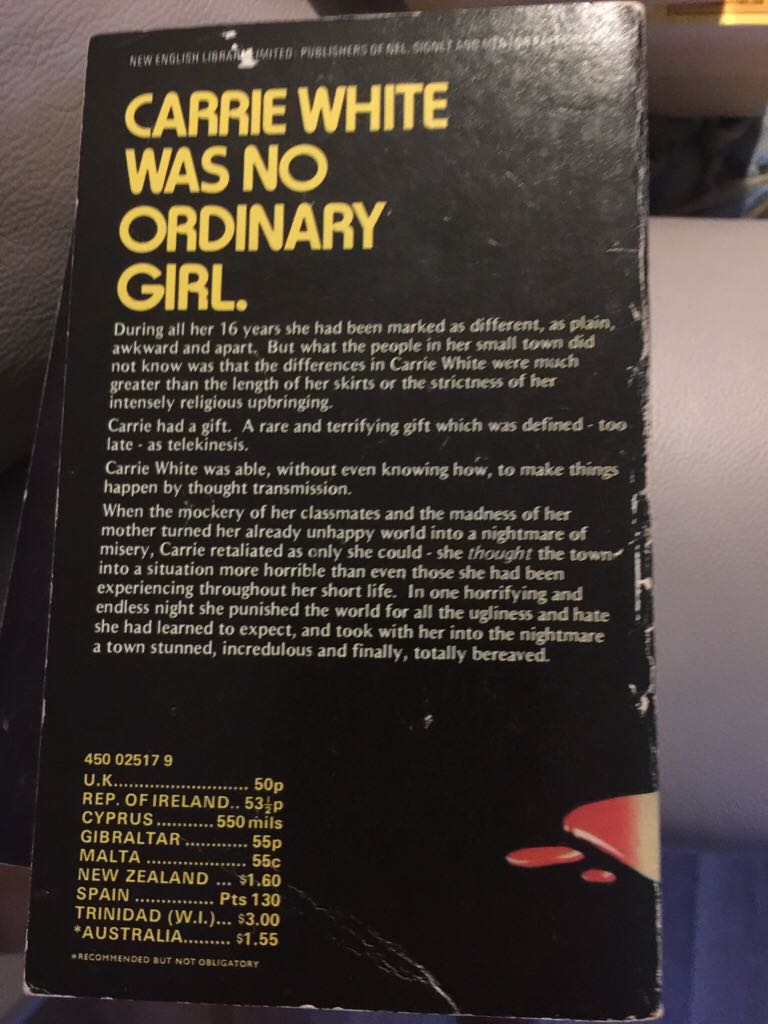 NEW ENGLISH LIBRARY LIMITED PUBLISHERS OF NEL, SIGNET AND MENTOR
CARRIE WHITE
WAS NO
ORDINARY
GIRL.
During all her 16 years she had been marked as different, as plain,
awkward and apart. But what the people in her small town did
not know was that the differences in Carrie White were much
greater than the length of her skirts or the strictness of her
intensely religious upbringing.
Carrie had a gift. A rare and terrifying gift which was defined - too
late - as telekinesis.
Carrie White was able, without even knowing how, to make things
happen by thought transmission.
When the mockery of her classmates and the madness of her
mother turned her already unhappy world into a nightmare of
misery, Carrie retaliated as only she could - she thought the town
into a situation more horrible than even those she had been
experiencing throughout her short life. In one horrifying and
endless night she punished the world for all the ugliness and hate
she had learned to expect, and took with her into the nightmare
a town stunned, incredulous and finally, totally bereaved.
450 02517 9
U.K.......................... 50p
REP. OF IRELAND.. 53½p
CYPRUS........... 550 mils
GIBRALTAR ............ 55p
MALTA ................... 55c
NEW ZEALAND ... $1.60
SPAIN ............... Pts 130
TRINIDAD (W.I.)... $3.00
*AUSTRALIA......... $1.55
*RECOMMENDED BUT NOT OBLIGATORY